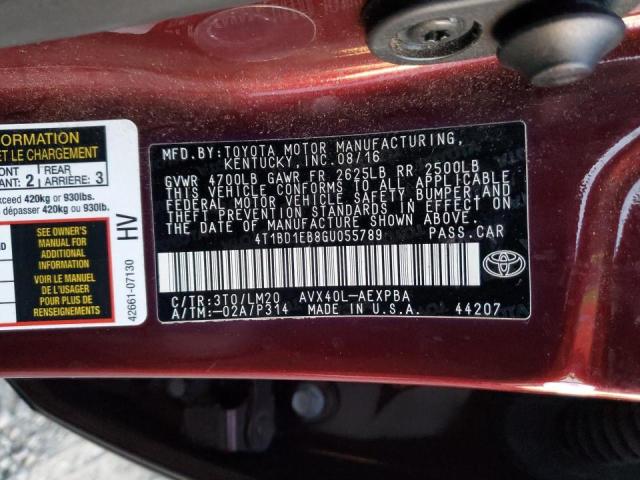 ORMATION
ET LE CHARGEMENT
ONT
ANT: 2
REAR
ARRIÈRE: 3
xceed 420kg or 930lbs.
s dépasser 420kg ou 930lb.
SEE OWNER'S
MANUAL FOR
ADDITIONAL
INFORMATION
VOIR LE MANUEL
DE L'USAGER
POUR PLUS DE
RENSEIGNEMENTS
HV
42661-07130
MFD. BY: TOYOTA MOTOR MANUFACTURING,
KENTUCKY, INC. 08/16
GVWR 4700LB GAWR FR 2625LB RR 2500LB
THIS VEHICLE CONFORMS TO ALL APPLICABLE
FEDERAL MOTOR VEHICLE SAFETY, BUMPER, AND
THEFT PREVENTION STANDARDS IN EFFECT ON
THE DATE OF MANUFACTURE SHOWN ABOVE.
4T1BD1EB8GU055789 PASS. CAR
C/TR: 3T0/LM20 AVX40L-AEXPBA
A/TM: -02A/P314 MADE IN U.S.A. 44207